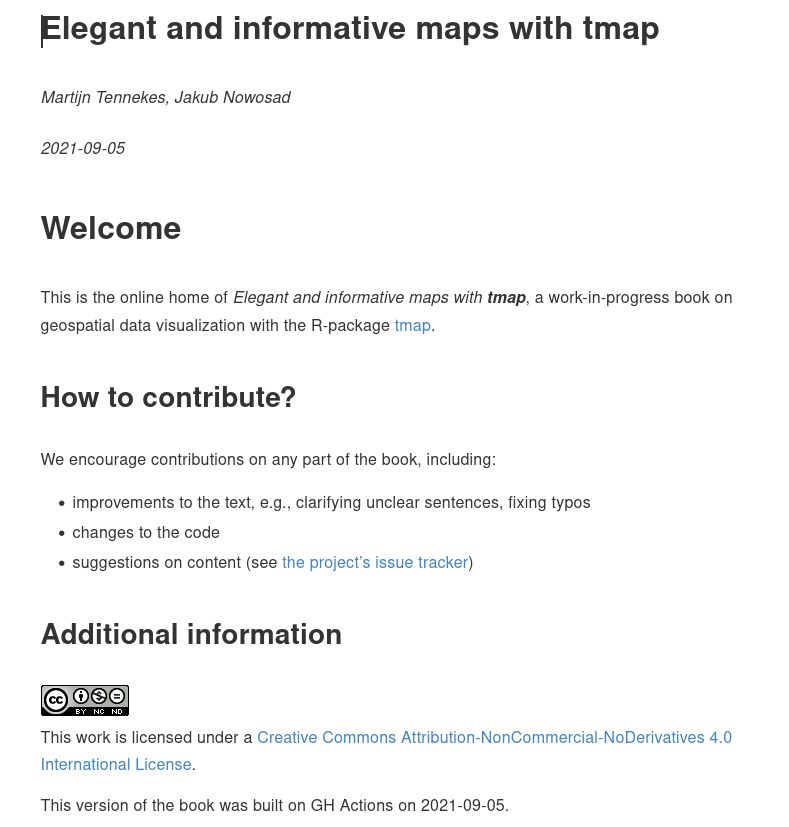 Elegant and informative maps with tmap
Martijn Tennekes, Jakub Nowosad
2021-09-05
Welcome
This is the online home of Elegant and informative maps with tmap, a work-in-progress book on
geospatial data visualization with the R-package tmap.
How to contribute?
We encourage contributions on any part of the book, including:
• improvements to the text, e.g., clarifying unclear sentences, fixing typos
• changes to the code
• suggestions on content (see the project’s issue tracker)
Additional information
cc
BY NC ND
This work is licensed under a Creative Commons Attribution-NonCommercial-NoDerivatives 4.0
International License.
This version of the book was built on GH Actions on 2021-09-05.